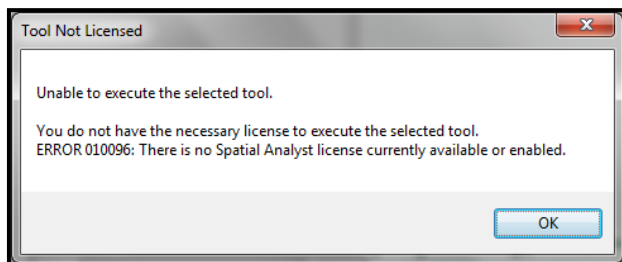 Tool Not Licensed
Unable to execute the selected tool.
You do not have the necessary license to execute the selected tool.
ERROR 010096: There is no Spatial Analyst license currently available or enabled.
OK